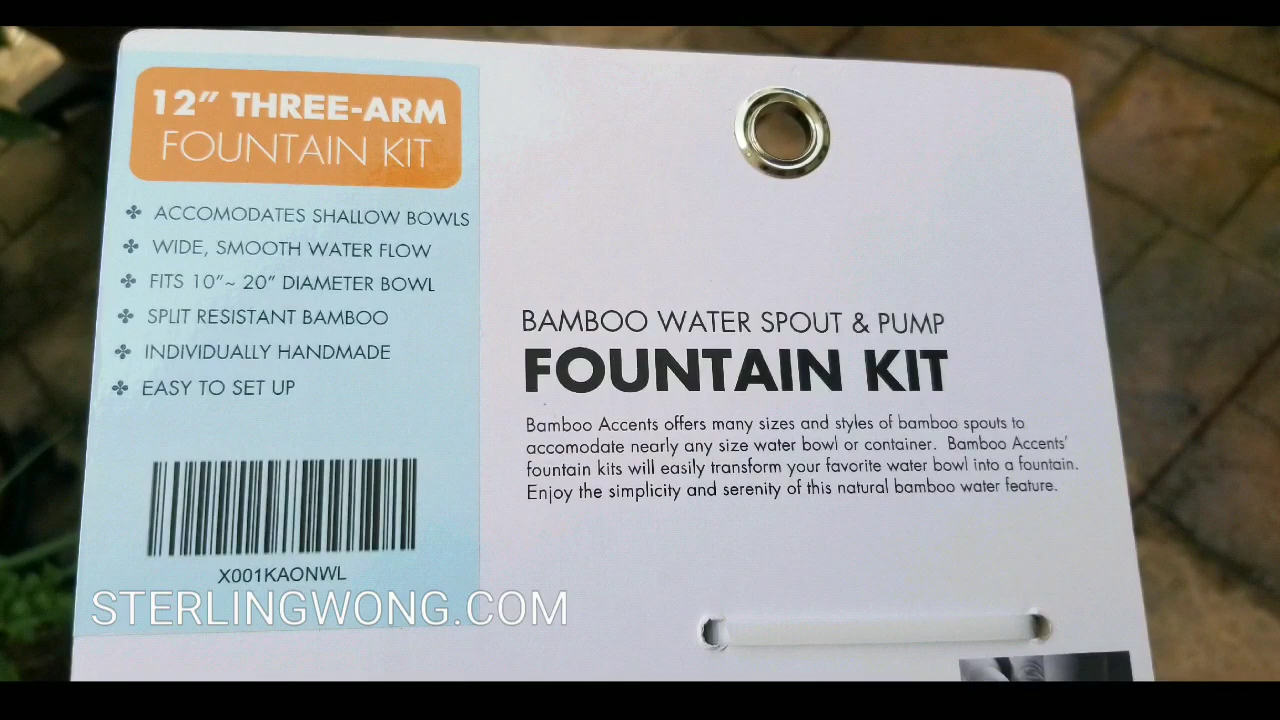 12” THREE-ARM
FOUNTAIN KIT
ACCOMODATES SHALLOW BOWLS
WIDE, SMOOTH WATER FLOW
FITS 10”~ 20” DIAMETER BOWL
SPLIT RESISTANT BAMBOO
INDIVIDUALLY HANDMADE
EASY TO SET UP
X001KAONWL
BAMBOO WATER SPOUT & PUMP
FOUNTAIN KIT
Bamboo Accents offers many sizes and styles of bamboo spouts to
accomodate nearly any size water bowl or container. Bamboo Accents’
fountain kits will easily transform your favorite water bowl into a fountain.
Enjoy the simplicity and serenity of this natural bamboo water feature.
STERLINGWONG.COM